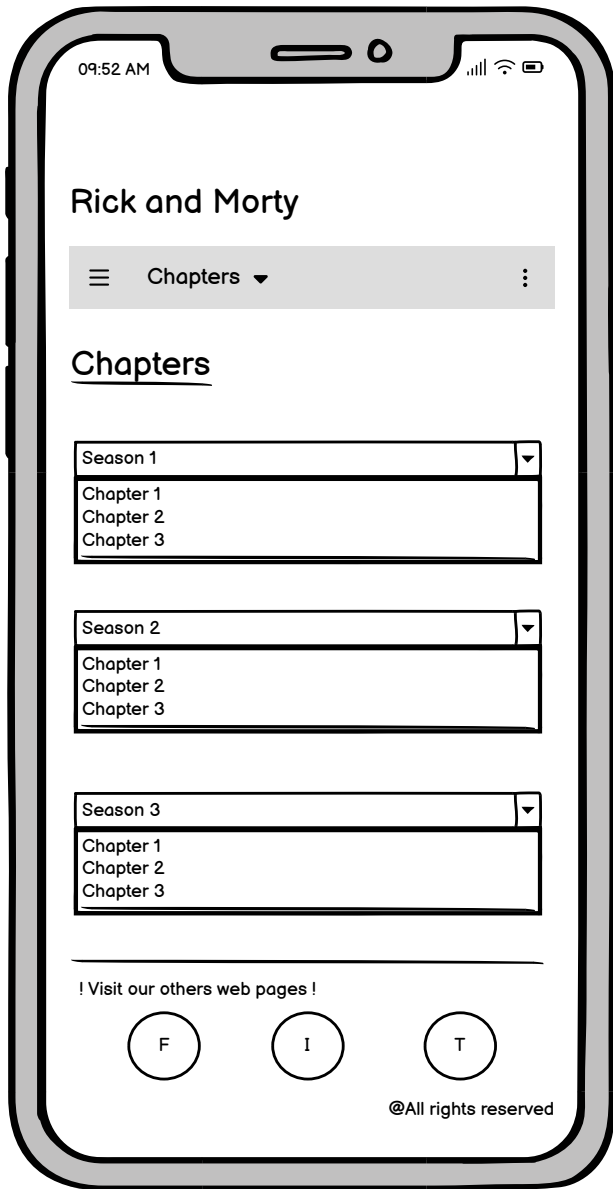 09:52 AM
Rick and Morty
Chapters
Chapters
Season 1
Chapter 1
Chapter 2
Chapter 3
Season 2
Chapter 1
Chapter 2
Chapter 3
Season 3
Chapter 1
Chapter 2
Chapter 3
! Visit our others web pages !
F I T
@All rights reserved